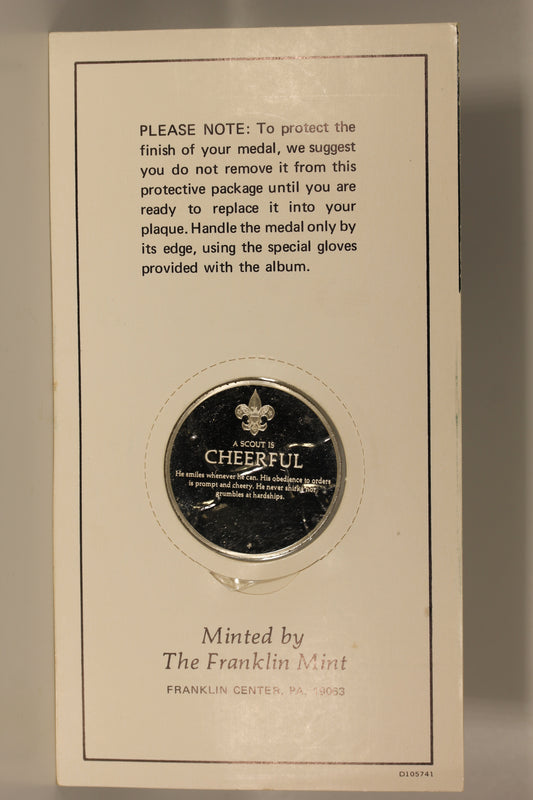 PLEASE NOTE: To protect the
finish of your medal, we suggest
you do not remove it from this
protective package until you are
ready to replace it into your
plaque. Handle the medal only by
its edge, using the special gloves
provided with the album.
A SCOUT IS
CHEERFUL
He smiles whenever he can. His obedience to orders
is prompt and cheery. He never shirks nor
grumbles at hardships.
Minted by
The Franklin Mint
FRANKLIN CENTER, PA. 19063
D105741